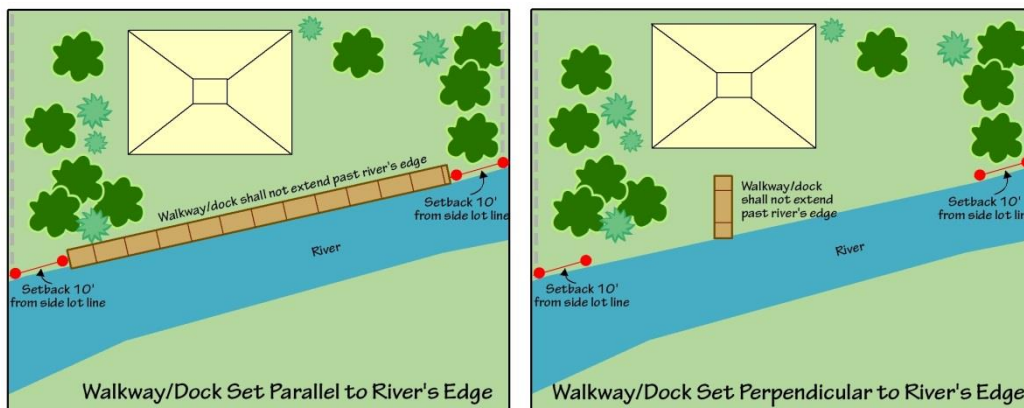 Walkway/dock shall not extend past river's edge
Setback 10'
from side lot line
River
Setback 10'
from side lot line
Walkway/Dock Set Parallel to River's Edge
Walkway/dock
shall not extend
past river's edge
Setback 10'
from side lot line
River
Setback 10'
from side lot line
Walkway/Dock Set Perpendicular to River's Edge